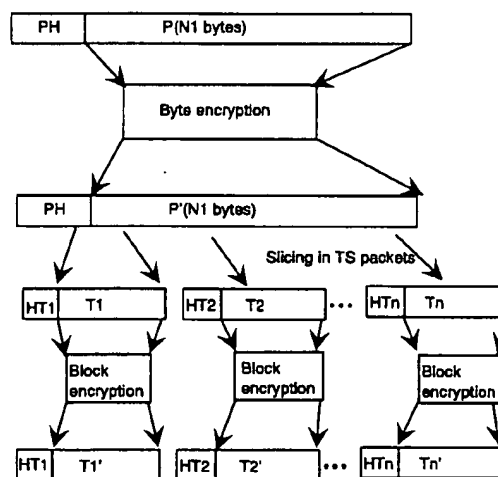 PH P(N1 bytes)
Byte encryption
PH P'(N1 bytes)
Slicing in TS packets
HT1 T1 HT2 T2 ••• HTn Tn
Block encryption Block encryption Block encryption
HT1 T1' HT2 T2' ••• HTn Tn'